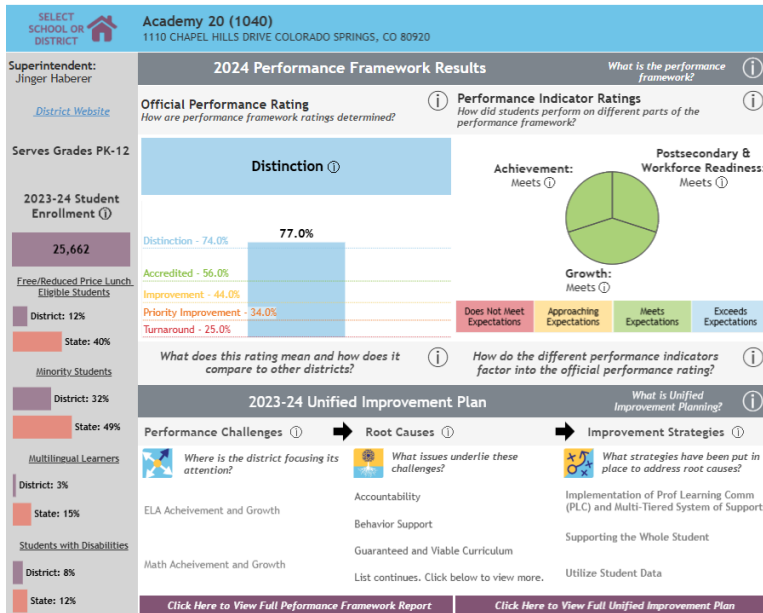 SELECT
SCHOOL OR
DISTRICT
Academy 20 (1040)
1110 CHAPEL HILLS DRIVE COLORADO SPRINGS, CO 80920
Superintendent:
Jinger Haberer
District Website
Serves Grades PK-12
2023-24 Student
Enrollment ⓘ
25,662
Free/Reduced Price Lunch
Eligible Students
District: 12%
State: 40%
Minority Students
District: 32%
State: 49%
Multilingual Learners
District: 3%
State: 15%
Students with Disabilities
District: 8%
State: 12%
2024 Performance Framework Results
What is the performance
framework?
ⓘ
Official Performance Rating
How are performance framework ratings determined?
ⓘ
Performance Indicator Ratings
How did students perform on different parts of the
performance framework?
ⓘ
Distinction ⓘ
77.0%
Distinction - 74.0%
Accredited - 56.0%
Improvement - 44.0%
Priority Improvement - 34.0%
Turnaround - 25.0%
Achievement:
Meets ⓘ
Postsecondary &
Workforce Readiness:
Meets ⓘ
Growth:
Meets ⓘ
Does Not Meet
Expectations
Approaching
Expectations
Meets
Expectations
Exceeds
Expectations
What does this rating mean and how does it
compare to other districts?
ⓘ
How do the different performance indicators
factor into the official performance rating?
ⓘ
2023-24 Unified Improvement Plan
What is Unified
Improvement Planning?
ⓘ
Performance Challenges ⓘ
Root Causes ⓘ
Improvement Strategies ⓘ
Where is the district focusing its
attention?
What issues underlie these
challenges?
What strategies have been put in
place to address root causes?
ELA Acheivement and Growth
Math Acheivement and Growth
Accountability
Behavior Support
Guaranteed and Viable Curriculum
List continues. Click below to view more.
Implementation of Prof Learning Comm
(PLC) and Multi-Tiered System of Support
Supporting the Whole Student
Utilize Student Data
Click Here to View Full Peformance Framework Report
Click Here to View Full Unified Improvement Plan